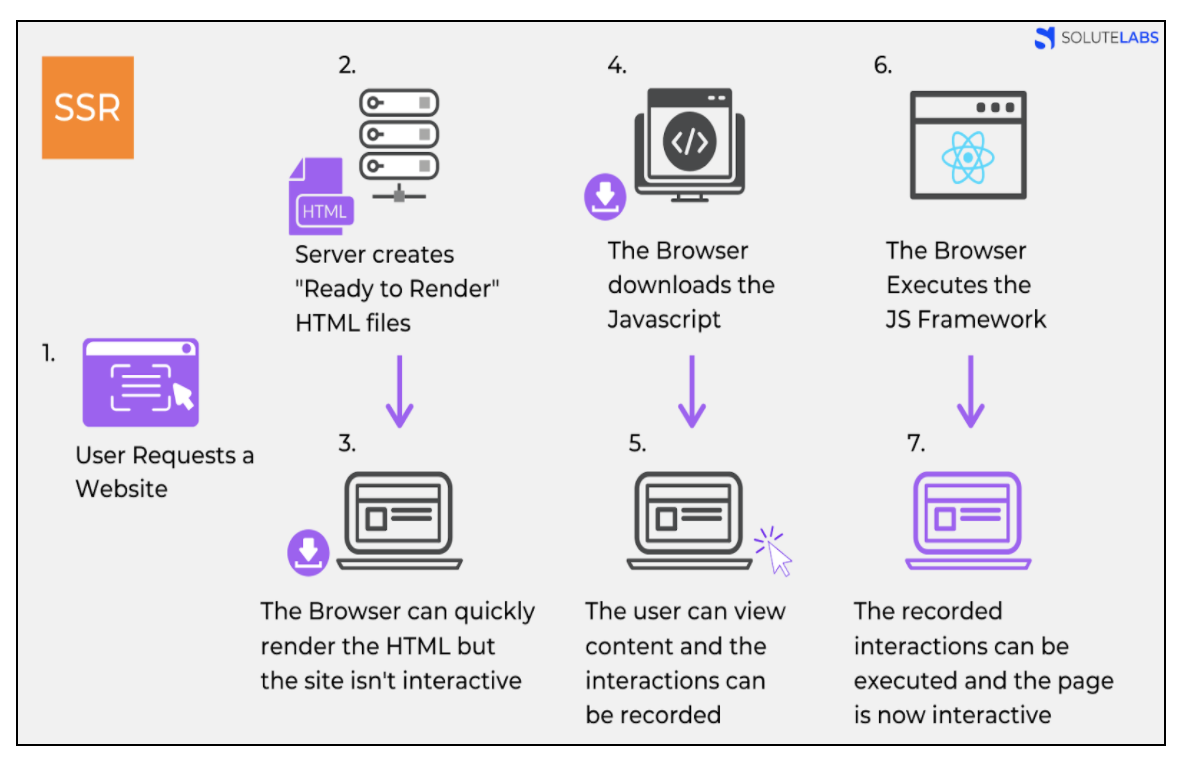 SOLUTELABS
SSR
1.
User Requests a
Website
2.
HTML
Server creates
"Ready to Render"
HTML files
3.
The Browser can quickly
render the HTML but
the site isn't interactive
4.
</>
The Browser
downloads the
Javascript
5.
The user can view
content and the
interactions can
be recorded
6.
The Browser
Executes the
JS Framework
7.
The recorded
interactions can be
executed and the page
is now interactive